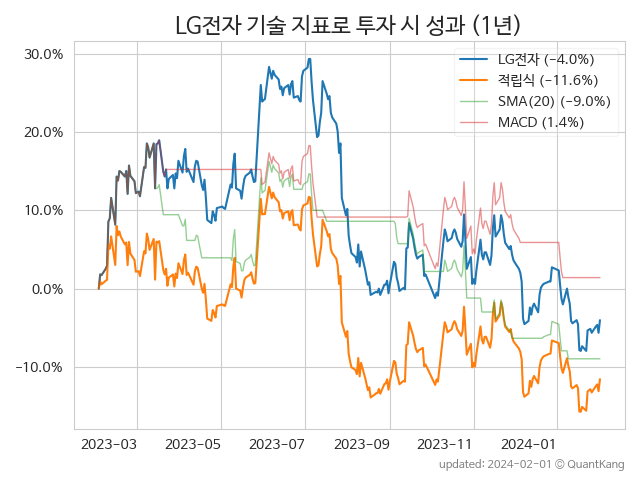 LG전자 기술 지표로 투자 시 성과 (1년)
LG전자 (−4.0%)
적립식 (−11.6%)
SMA(20) (−9.0%)
MACD (1.4%)
30.0%
20.0%
10.0%
0.0%
−10.0%
2023-03
2023-05
2023-07
2023-09
2023-11
2024-01
updated: 2024-02-01 © QuantKang